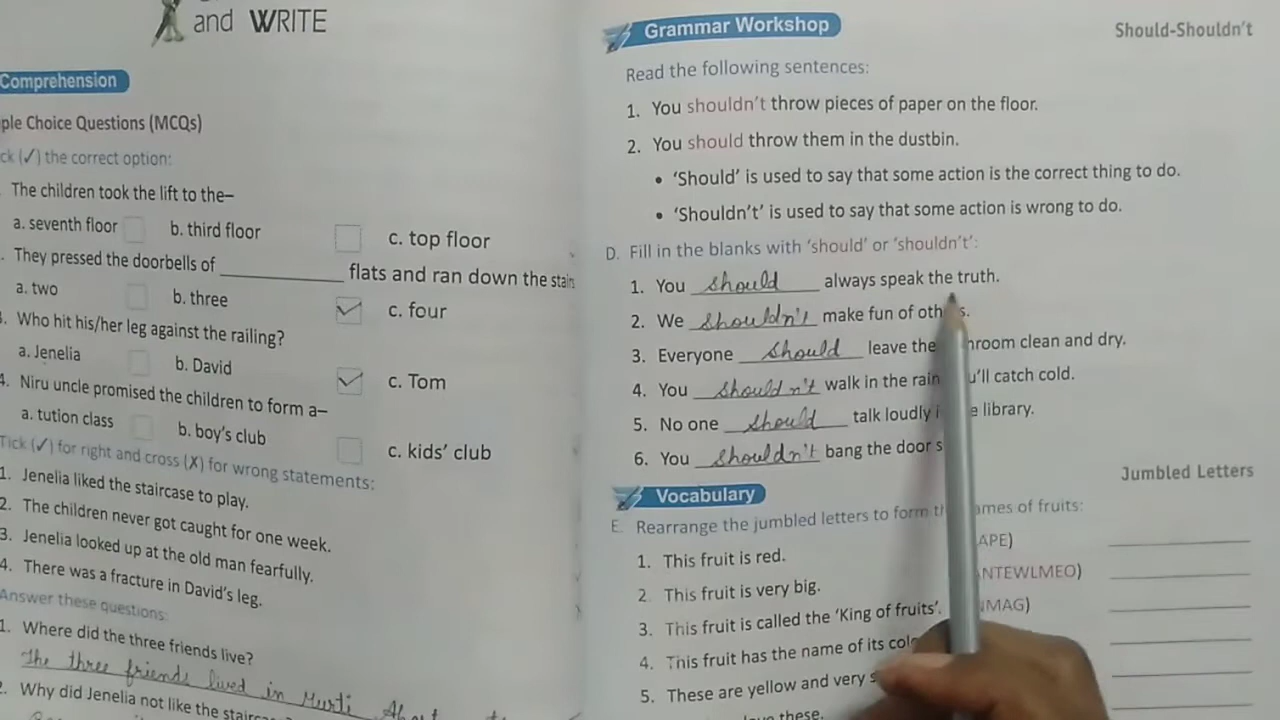 and WRITE
Comprehension
ple Choice Questions (MCQs)
ck (✓) the correct option:
The children took the lift to the–
a. seventh floor b. third floor c. top floor
They pressed the doorbells of ____________ flats and ran down the stair
a. two b. three c. four
Who hit his/her leg against the railing?
a. Jenelia b. David c. Tom
4. Niru uncle promised the children to form a–
a. tution class b. boy's club c. kids' club
Tick (✓) for right and cross (✗) for wrong statements:
1. Jenelia liked the staircase to play.
2. The children never got caught for one week.
3. Jenelia looked up at the old man fearfully.
4. There was a fracture in David's leg.
Answer these questions:
1. Where did the three friends live?
The three friends lived in Murti
2. Why did Jenelia not like the
Grammar Workshop
Should-Shouldn't
Read the following sentences:
1. You shouldn't throw pieces of paper on the floor.
2. You should throw them in the dustbin.
• 'Should' is used to say that some action is the correct thing to do.
• 'Shouldn't' is used to say that some action is wrong to do.
D. Fill in the blanks with 'should' or 'shouldn't':
1. You should always speak the truth.
2. We shouldn't make fun of oth s.
3. Everyone should leave the hroom clean and dry.
4. You shouldn't walk in the rain u'll catch cold.
5. No one should talk loudly i e library.
6. You shouldn't bang the door s
Vocabulary
Jumbled Letters
E. Rearrange the jumbled letters to form th ames of fruits:
1. This fruit is red. APE)
2. This fruit is very big. NTEWLMEO)
3. This fruit is called the 'King of fruits'. NMAG)
4. This fruit has the name of its col
5. These are yellow and very s
these.